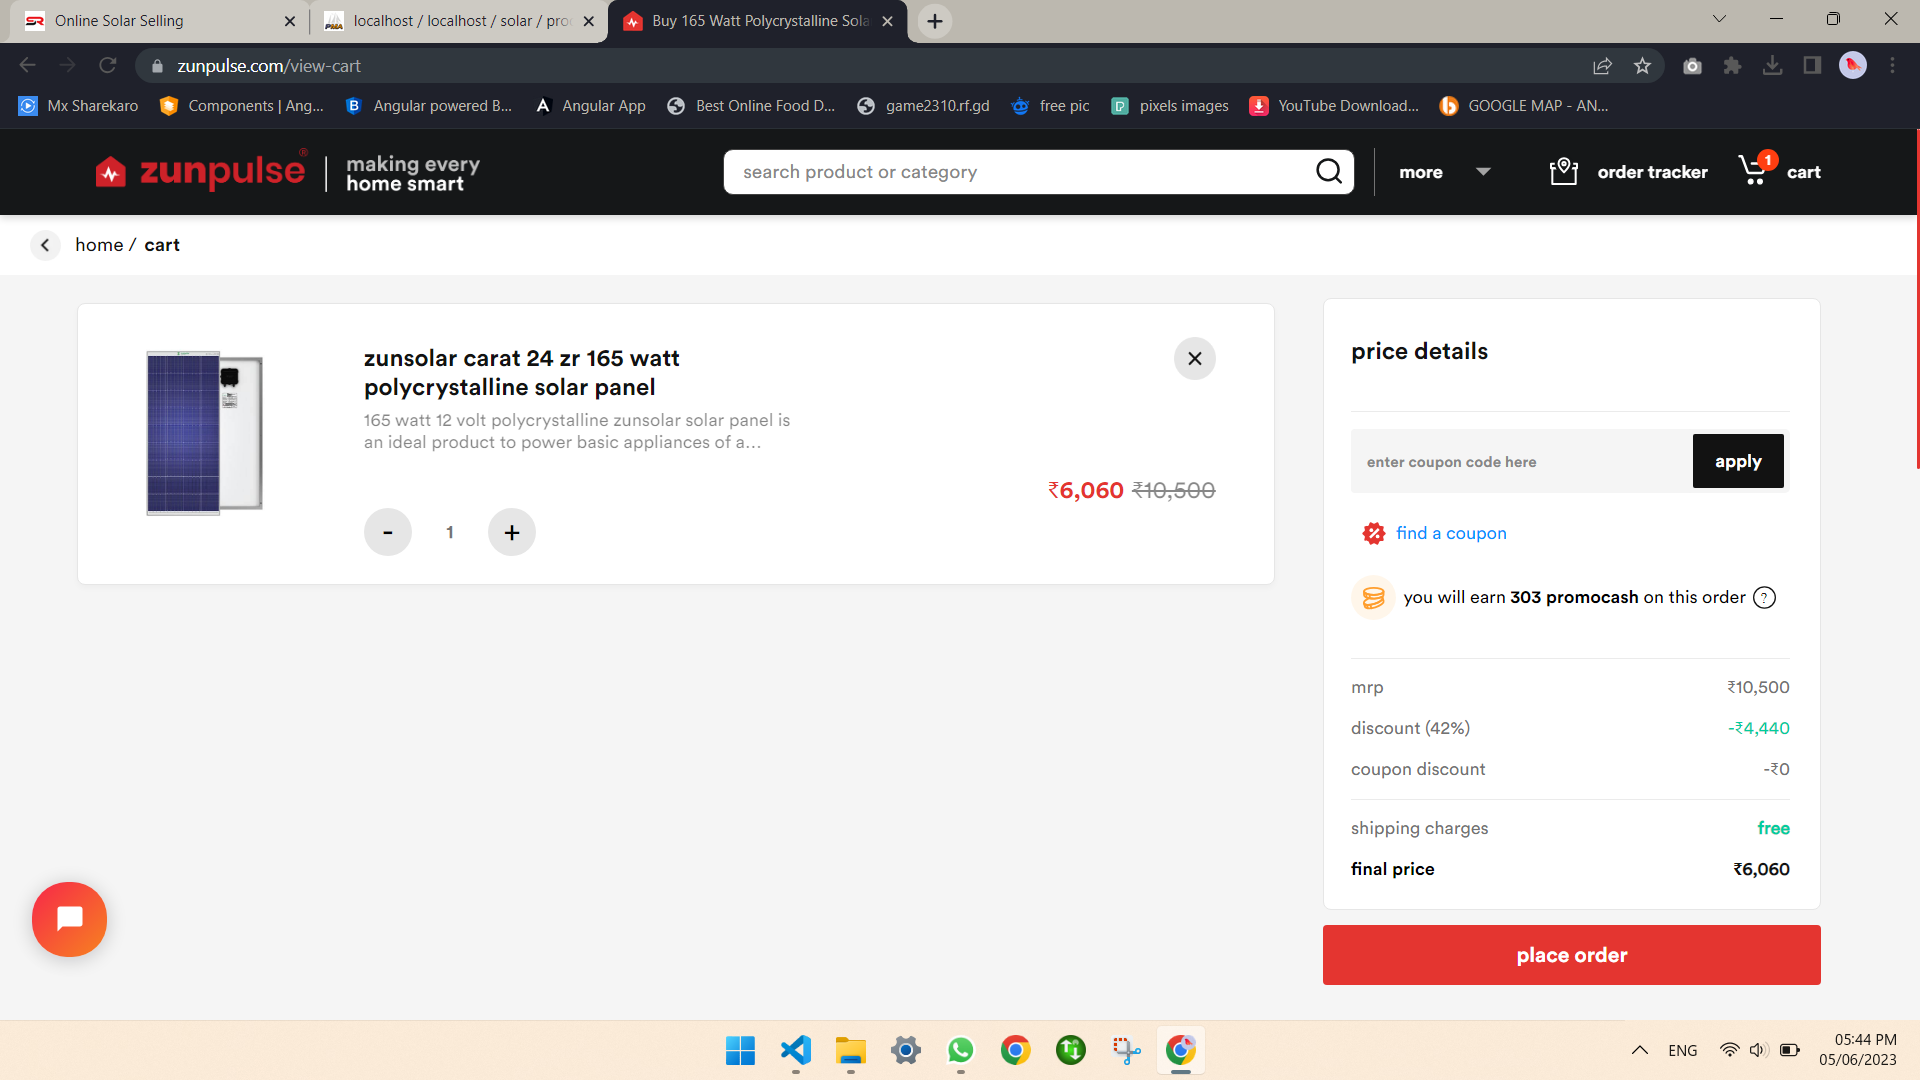 Online Solar Selling
localhost / localhost / solar / pro
Buy 165 Watt Polycrystalline Sola
zunpulse.com/view-cart
Mx Sharekaro
Components | Ang...
Angular powered B...
Angular App
Best Online Food D...
game2310.rf.gd
free pic
pixels images
YouTube Download...
GOOGLE MAP - AN...
zunpulse®
making every
home smart
search product or category
more
order tracker
1
cart
home / cart
zunsolar carat 24 zr 165 watt
polycrystalline solar panel
165 watt 12 volt polycrystalline zunsolar solar panel is
an ideal product to power basic appliances of a...
₹6,060 ₹10,500
- 1 +
price details
enter coupon code here
apply
find a coupon
you will earn 303 promocash on this order ?
mrp ₹10,500
discount (42%) -₹4,440
coupon discount -₹0
shipping charges free
final price ₹6,060
place order
ENG
05:44 PM
05/06/2023